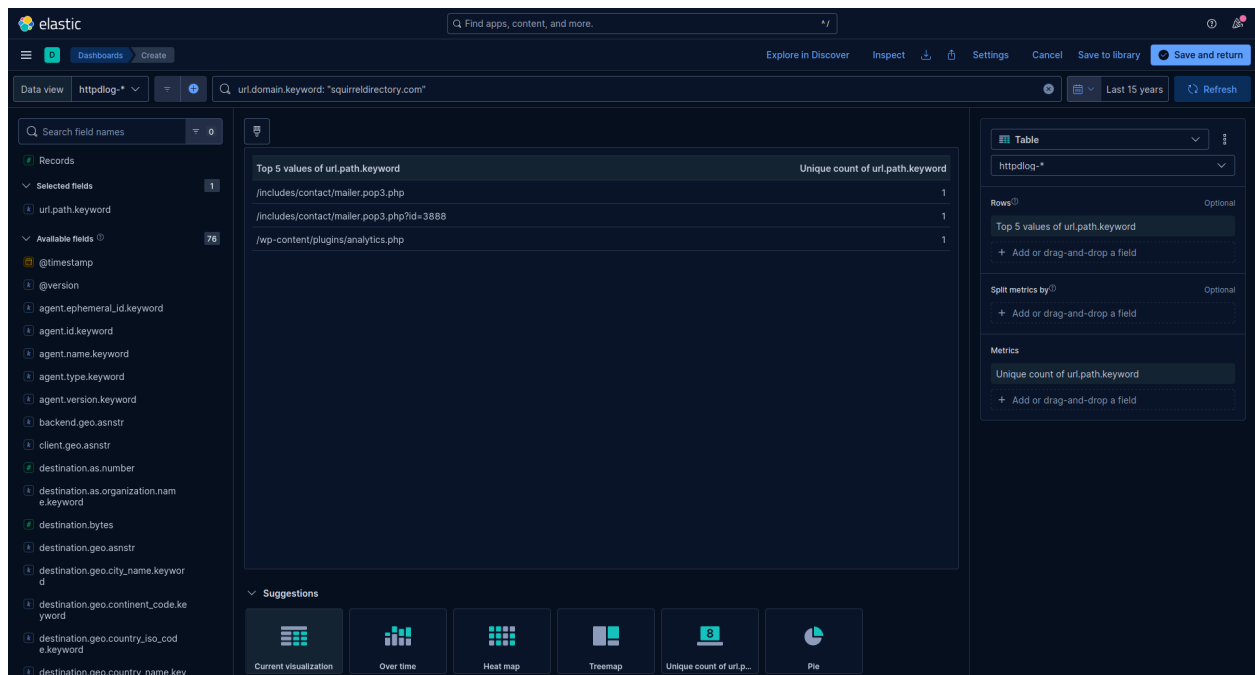 elastic
Find apps, content, and more.
^/
D
Dashboards
Create
Explore in Discover
Inspect
Settings
Cancel
Save to library
Save and return
Data view
httpdlog-*
url.domain.keyword: "squirreldirectory.com"
Last 15 years
Refresh
Search field names
0
Records
Selected fields
1
url.path.keyword
Available fields
76
@timestamp
@version
agent.ephemeral_id.keyword
agent.id.keyword
agent.name.keyword
agent.type.keyword
agent.version.keyword
backend.geo.asnstr
client.geo.asnstr
destination.as.number
destination.as.organization.nam
e.keyword
destination.bytes
destination.geo.asnstr
destination.geo.city_name.keywor
d
destination.geo.continent_code.ke
yword
destination.geo.country_iso_cod
e.keyword
destination.geo.country_name.key
Top 5 values of url.path.keyword
Unique count of url.path.keyword
/includes/contact/mailer.pop3.php
1
/includes/contact/mailer.pop3.php?id=3888
1
/wp-content/plugins/analytics.php
1
Suggestions
Current visualization
Over time
Heat map
Treemap
8
Unique count of url.p...
Pie
Table
httpdlog-*
Rows
Optional
Top 5 values of url.path.keyword
+ Add or drag-and-drop a field
Split metrics by
Optional
+ Add or drag-and-drop a field
Metrics
Unique count of url.path.keyword
+ Add or drag-and-drop a field